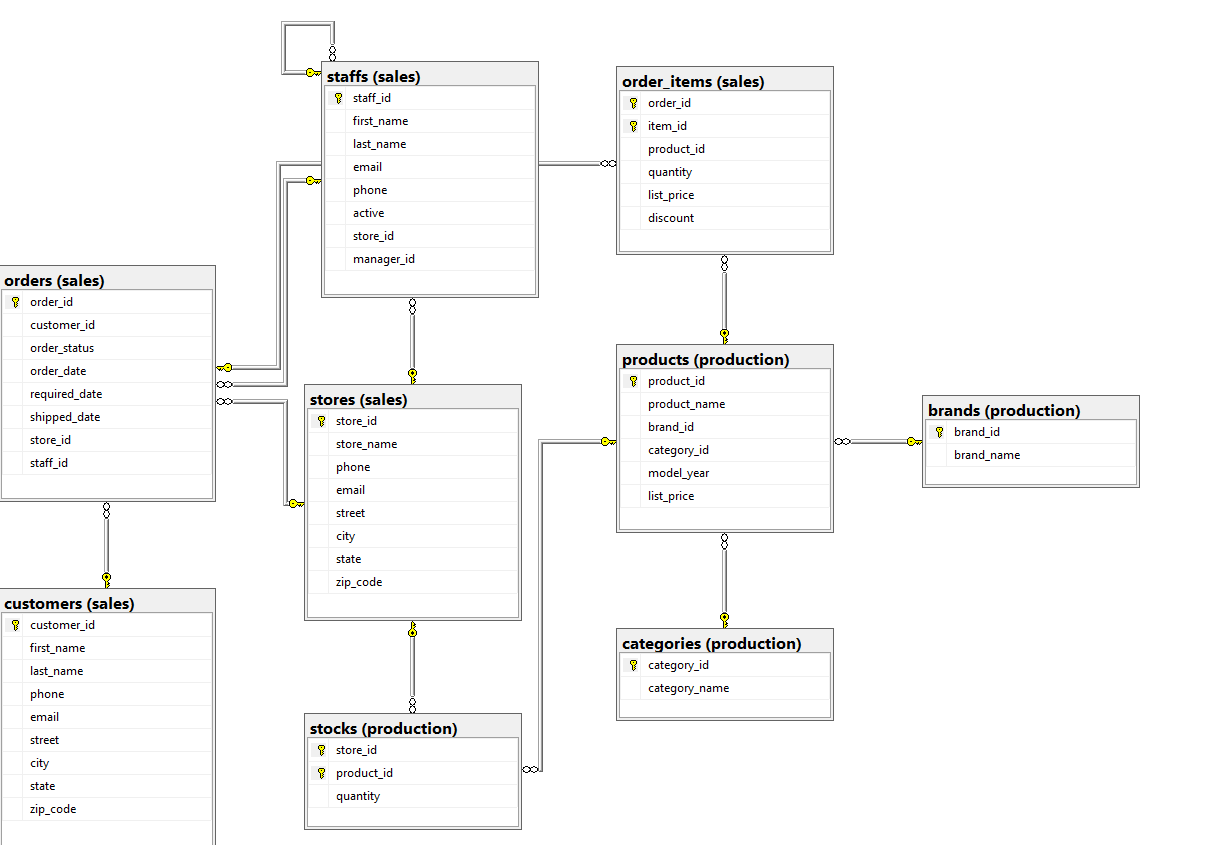 staffs (sales)
staff_id
first_name
last_name
email
phone
active
store_id
manager_id
order_items (sales)
order_id
item_id
product_id
quantity
list_price
discount
orders (sales)
order_id
customer_id
order_status
order_date
required_date
shipped_date
store_id
staff_id
stores (sales)
store_id
store_name
phone
email
street
city
state
zip_code
products (production)
product_id
product_name
brand_id
category_id
model_year
list_price
brands (production)
brand_id
brand_name
customers (sales)
customer_id
first_name
last_name
phone
email
street
city
state
zip_code
categories (production)
category_id
category_name
stocks (production)
store_id
product_id
quantity